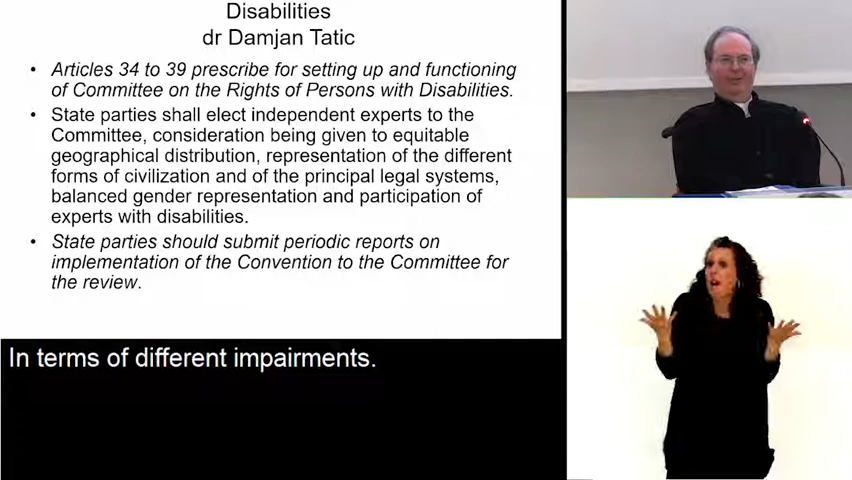 Disabilities
dr Damjan Tatic
• Articles 34 to 39 prescribe for setting up and functioning
of Committee on the Rights of Persons with Disabilities.
• State parties shall elect independent experts to the
Committee, consideration being given to equitable
geographical distribution, representation of the different
forms of civilization and of the principal legal systems,
balanced gender representation and participation of
experts with disabilities.
• State parties should submit periodic reports on
implementation of the Convention to the Committee for
the review.
In terms of different impairments.